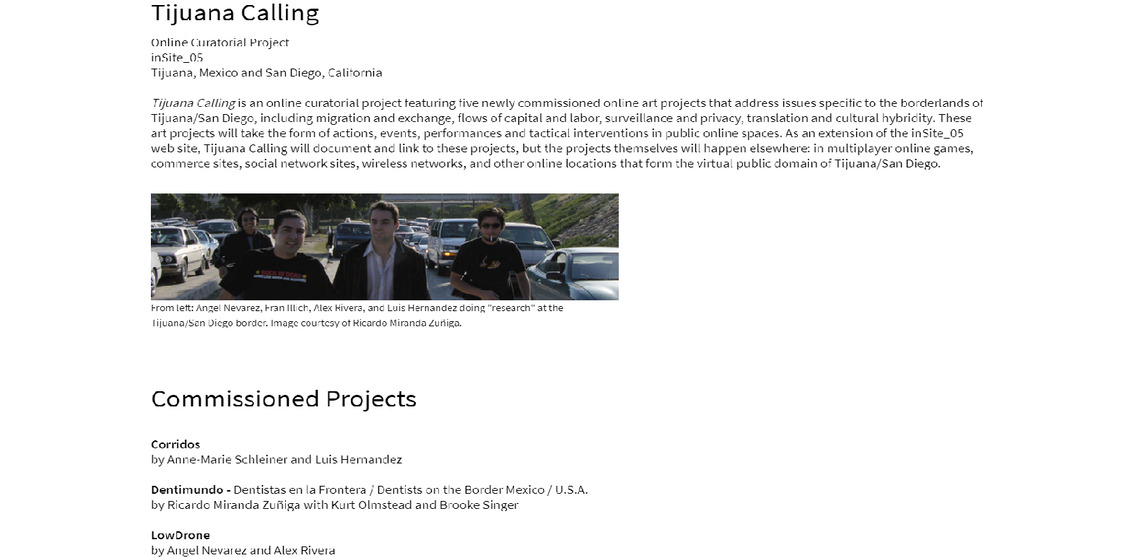 Tijuana Calling
Online Curatorial Project
inSite_05
Tijuana, Mexico and San Diego, California
Tijuana Calling is an online curatorial project featuring five newly commissioned online art projects that address issues specific to the borderlands of
Tijuana/San Diego, including migration and exchange, flows of capital and labor, surveillance and privacy, translation and cultural hybridity. These
art projects will take the form of actions, events, performances and tactical interventions in public online spaces. As an extension of the inSite_05
web site, Tijuana Calling will document and link to these projects, but the projects themselves will happen elsewhere: in multiplayer online games,
commerce sites, social network sites, wireless networks, and other online locations that form the virtual public domain of Tijuana/San Diego.
From left: Angel Nevarez, Fran Illich, Alex Rivera, and Luis Hernandez doing "research" at the
Tijuana/San Diego border. Image courtesy of Ricardo Miranda Zuñiga.
Commissioned Projects
Corridos
by Anne-Marie Schleiner and Luis Hernandez
Dentimundo - Dentistas en la Frontera / Dentists on the Border Mexico / U.S.A.
by Ricardo Miranda Zuñiga with Kurt Olmstead and Brooke Singer
LowDrone
by Angel Nevarez and Alex Rivera